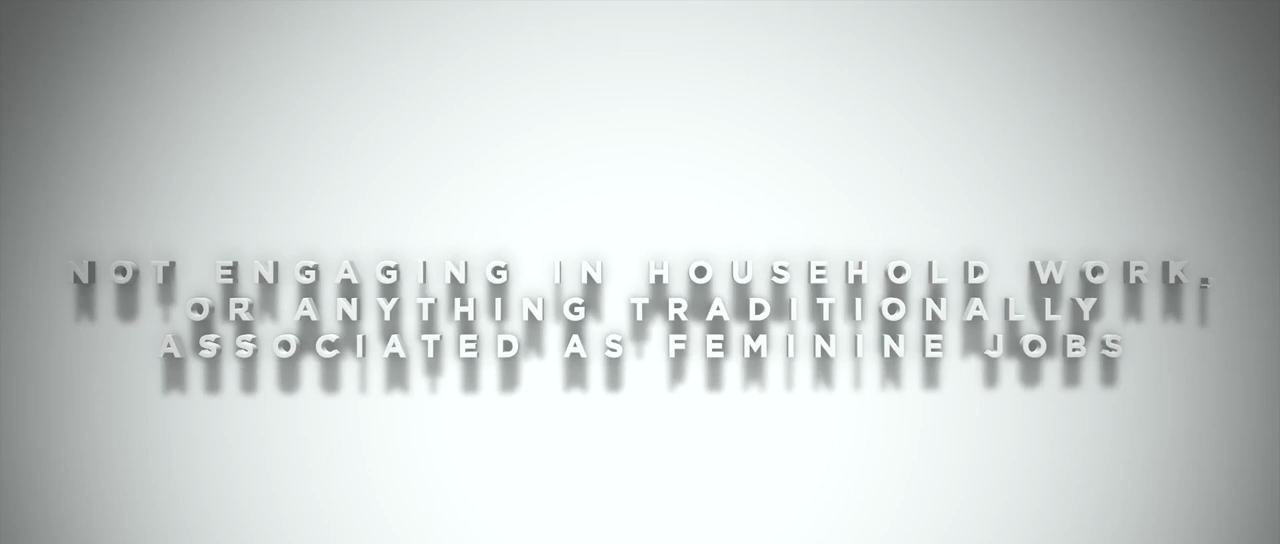 NOT ENGAGING IN HOUSEHOLD WORK.
OR ANYTHING TRADITIONALLY
ASSOCIATED AS FEMININE JOBS